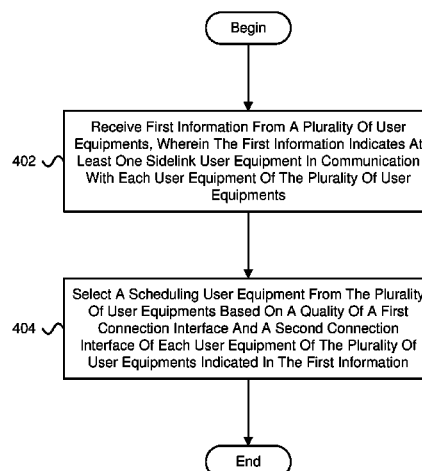 Begin
Receive First Information From A Plurality Of User
Equipments, Wherein The First Information Indicates At
Least One Sidelink User Equipment In Communication
With Each User Equipment Of The Plurality Of User
Equipments
402
Select A Scheduling User Equipment From The Plurality
Of User Equipments Based On A Quality Of A First
Connection Interface And A Second Connection
Interface Of Each User Equipment Of The Plurality Of
User Equipments Indicated In The First Information
404
End